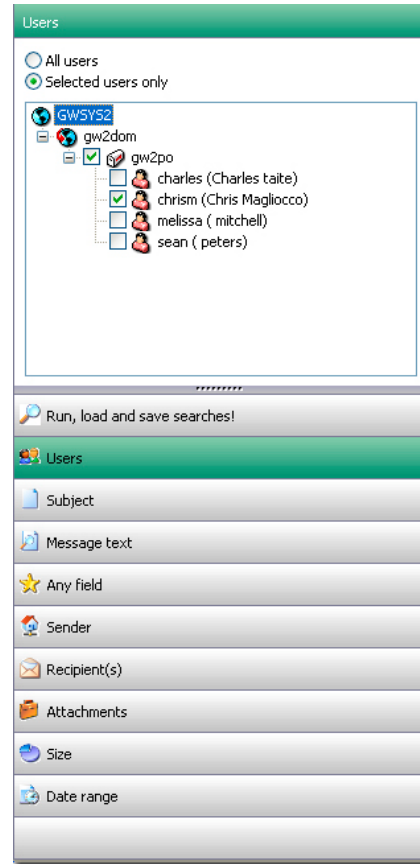 Users
All users
Selected users only
GWSYS2
gw2dom
gw2po
charles (Charles taite)
chrism (Chris Magliocco)
melissa ( mitchell)
sean ( peters)
Run, load and save searches!
Users
Subject
Message text
Any field
Sender
Recipient(s)
Attachments
Size
Date range